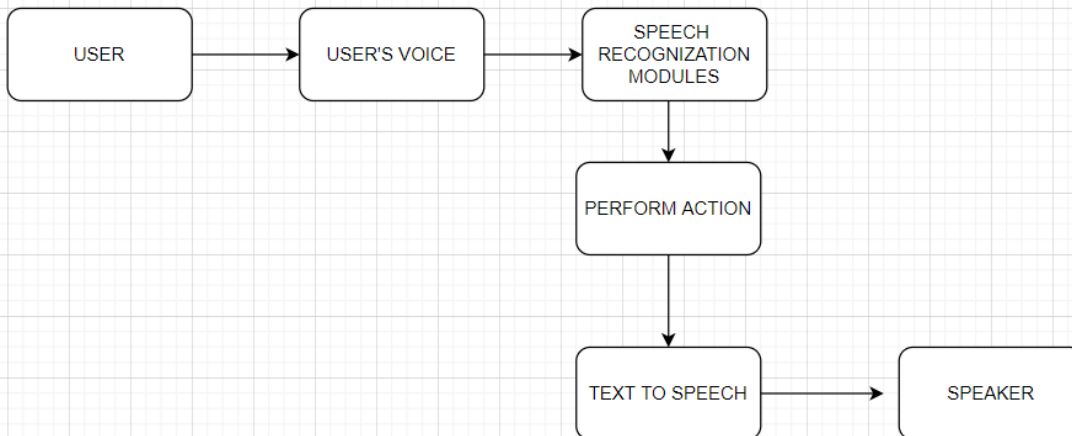 USER
USER'S VOICE
SPEECH
RECOGNIZATION
MODULES
PERFORM ACTION
TEXT TO SPEECH
SPEAKER